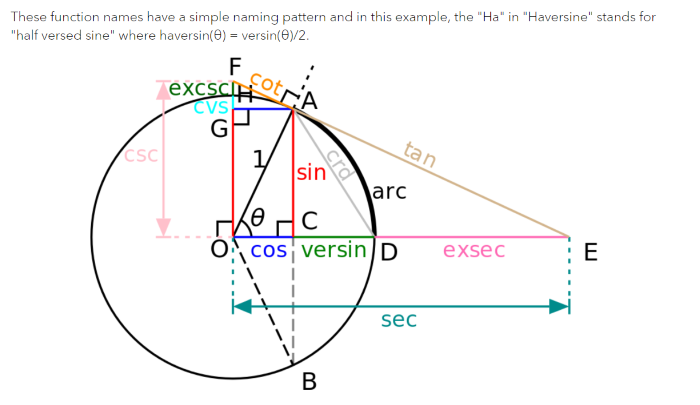 These function names have a simple naming pattern and in this example, the "Ha" in "Haversine" stands for
"half versed sine" where haversin(θ) = versin(θ)/2.
F
cot
excsc
H
A
cvs
G
csc
1
sin
crd
tan
arc
θ
C
O
cos
versin
D
exsec
E
sec
B